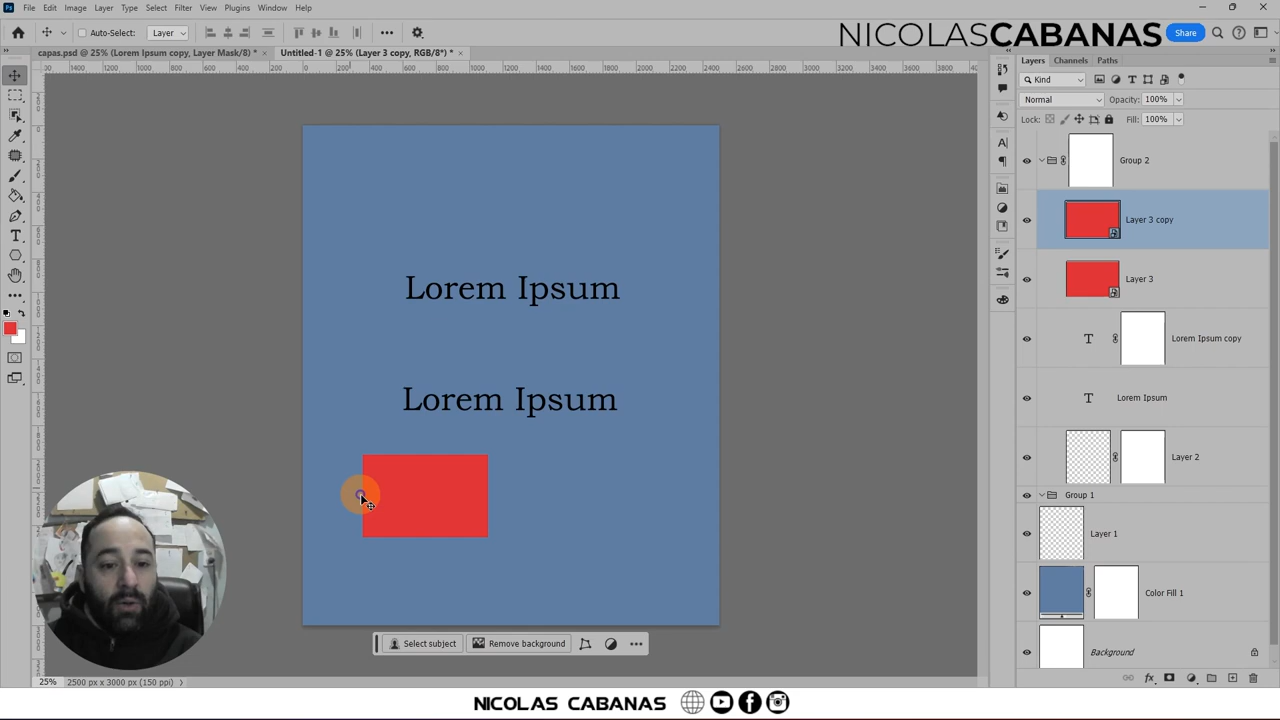 File Edit Image Layer Type Select Filter View Plugins Window Help
Auto-Select: Layer
NICOLASCABANAS
Share
capas.psd @ 25% (Lorem Ipsum copy, Layer Mask/8) * × Untitled-1 @ 25% (Layer 3 copy, RGB/8*) * ×
Layers Channels Paths
Kind
Normal Opacity: 100%
Lock: Fill: 100%
Group 2
Layer 3 copy
Layer 3
Lorem Ipsum copy
Lorem Ipsum
Layer 2
Group 1
Layer 1
Color Fill 1
Background
Lorem Ipsum
Lorem Ipsum
Select subject Remove background
25% 2500 px x 3000 px (150 ppi)
NICOLAS CABANAS